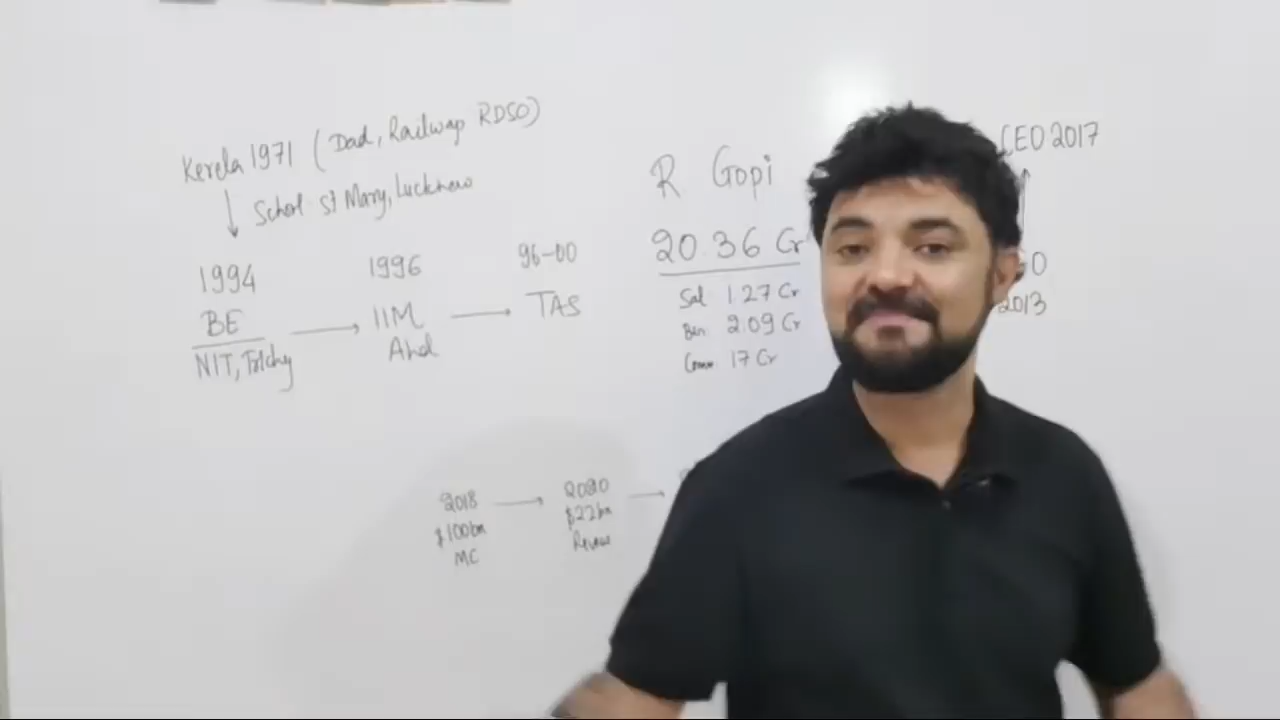 Kerela 1971 (Dad, Railway RDSO)
School St Mary, Lucknow
1994
BE
NIT, Trichy
1996
IIM
Ahd
96-00
TAS
R Gopi
20.36 Cr
Sal 1.27 Cr
Ben 2.09 Cr
Comm 17 Cr
CEO 2017
2013
2018
$100bn
MC
2020
$22bn
Revenue